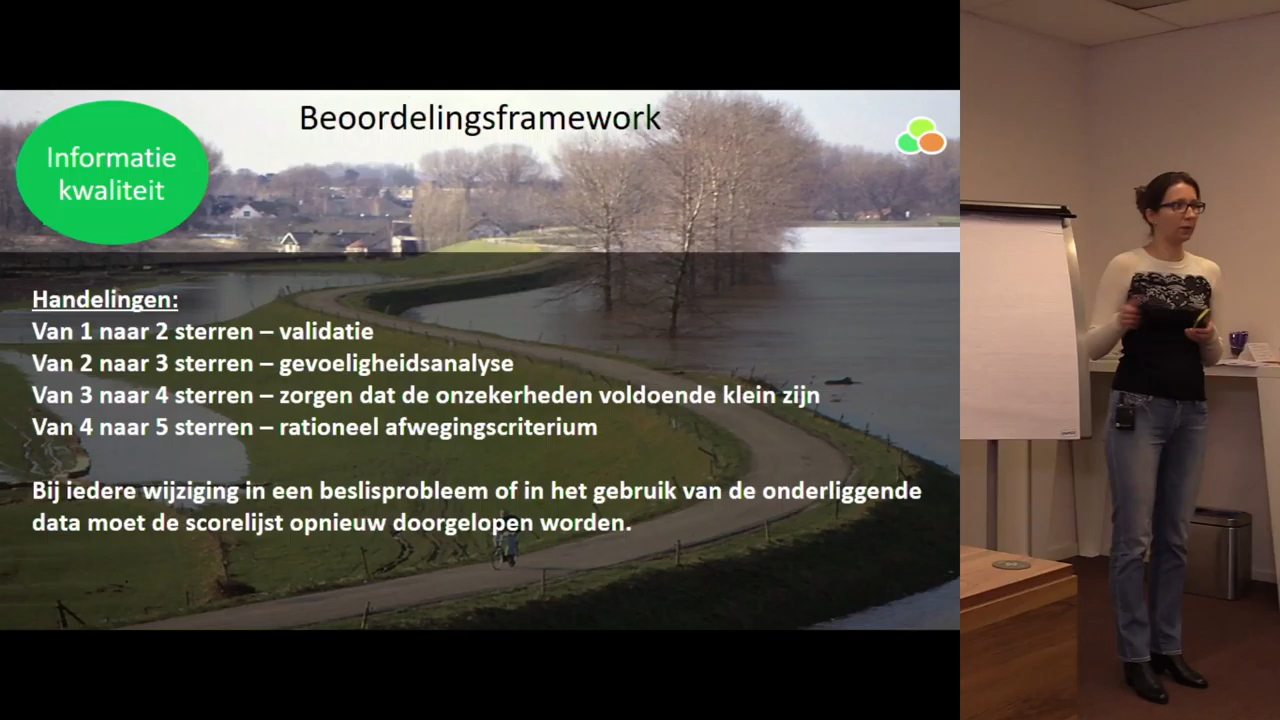 Beoordelingsframework
Informatie
kwaliteit
Handelingen:
Van 1 naar 2 sterren – validatie
Van 2 naar 3 sterren – gevoeligheidsanalyse
Van 3 naar 4 sterren – zorgen dat de onzekerheden voldoende klein zijn
Van 4 naar 5 sterren – rationeel afwegingscriterium
Bij iedere wijziging in een beslisprobleem of in het gebruik van de onderliggende
data moet de scorelijst opnieuw doorgelopen worden.